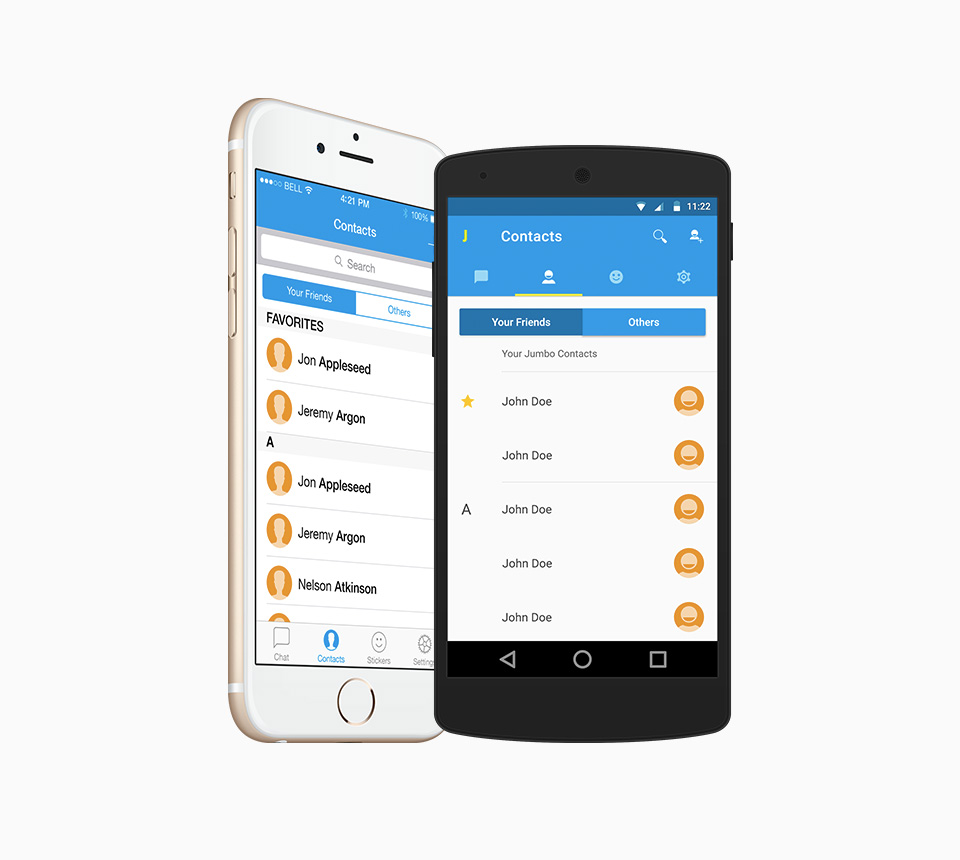 BELL
4:21 PM
100%
Contacts
Search
Your Friends
Others
FAVORITES
Jon Appleseed
Jeremy Argon
A
Jon Appleseed
Jeremy Argon
Nelson Atkinson
Chat
Contacts
Stickers
Setting
11:22
J
Contacts
Your Friends
Others
Your Jumbo Contacts
John Doe
John Doe
A
John Doe
John Doe
John Doe